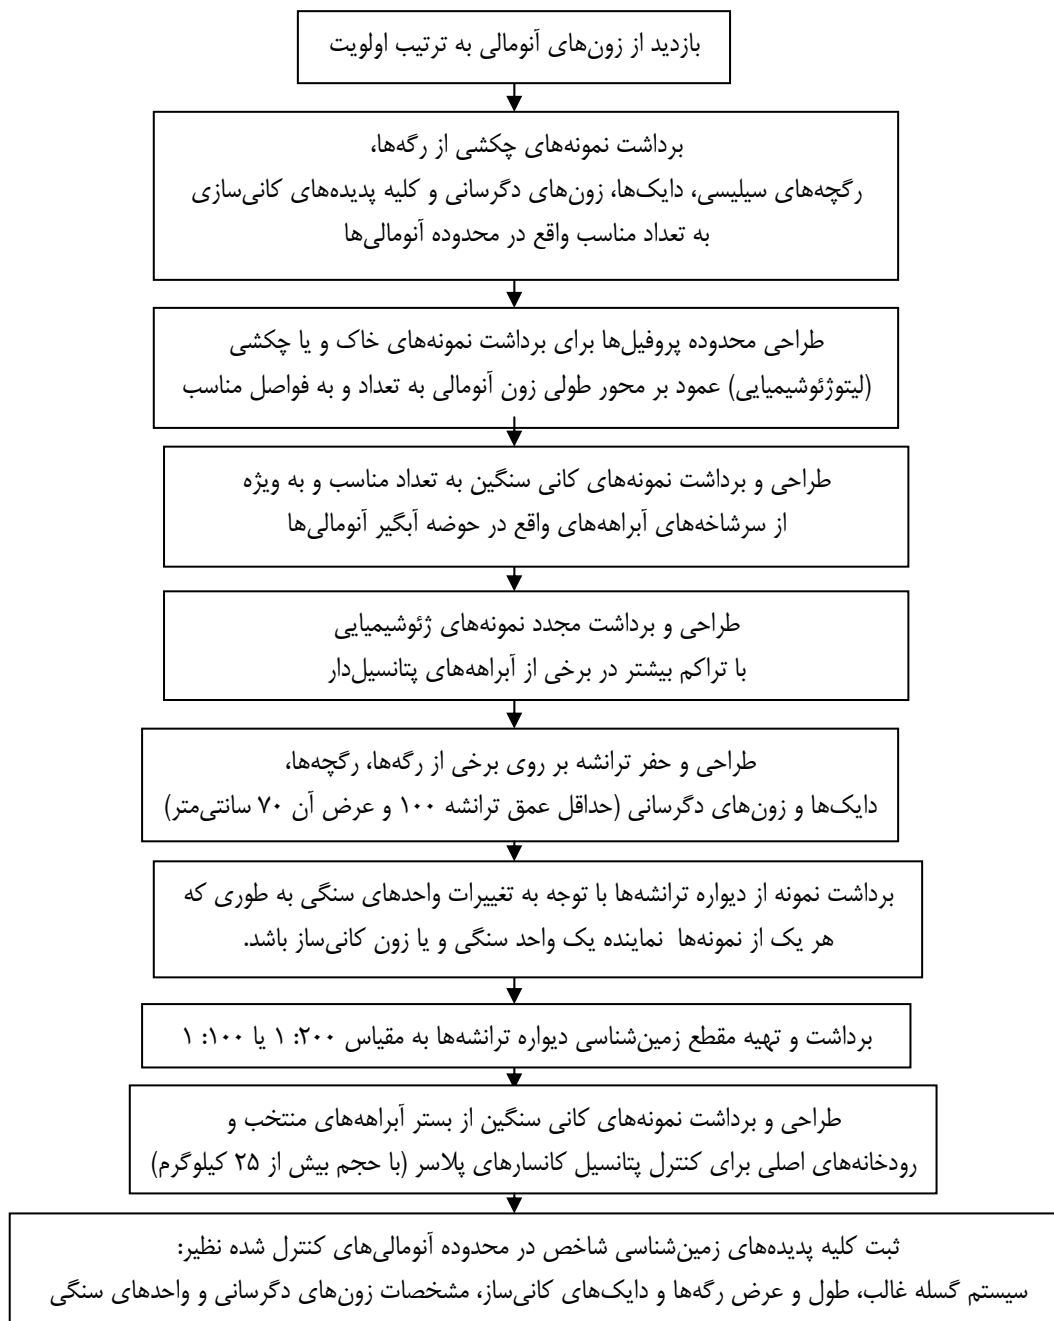 بازدید از زون‌های آنومالی به ترتیب اولویت
برداشت نمونه‌های چکشی از رگه‌ها،
رگچه‌های سیلیسی، دایک‌ها، زون‌های دگرسانی و کلیه پدیده‌های کانی‌سازی
به تعداد مناسب واقع در محدوده آنومالی‌ها
طراحی محدوده پروفیل‌ها برای برداشت نمونه‌های خاک و یا چکشی
(لیتوژئوشیمیایی) عمود بر محور طولی زون آنومالی به تعداد و به فواصل مناسب
طراحی و برداشت نمونه‌های کانی سنگین به تعداد مناسب و به ویژه
از سرشاخه‌های آبراهه‌های واقع در حوضه آبگیر آنومالی‌ها
طراحی و برداشت مجدد نمونه‌های ژئوشیمیایی
با تراکم بیشتر در برخی از آبراهه‌های پتانسیل‌دار
طراحی و حفر ترانشه بر روی برخی از رگه‌ها، رگچه‌ها،
دایک‌ها و زون‌های دگرسانی (حداقل عمق ترانشه ۱۰۰ و عرض آن ۷۰ سانتی‌متر)
برداشت نمونه از دیواره ترانشه‌ها با توجه به تغییرات واحدهای سنگی به طوری که
هر یک از نمونه‌ها نماینده یک واحد سنگی و یا زون کانی‌ساز باشد.
برداشت و تهیه مقطع زمین‌شناسی دیواره ترانشه‌ها به مقیاس ۲۰۰: ۱ یا ۱۰۰: ۱
طراحی و برداشت نمونه‌های کانی سنگین از بستر آبراهه‌های منتخب و
رودخانه‌های اصلی برای کنترل پتانسیل کانسارهای پلاسر (با حجم بیش از ۲۵ کیلوگرم)
ثبت کلیه پدیده‌های زمین‌شناسی شاخص در محدوده آنومالی‌های کنترل شده نظیر:
سیستم گسله غالب، طول و عرض رگه‌ها و دایک‌های کانی‌ساز، مشخصات زون‌های دگرسانی و واحدهای سنگی